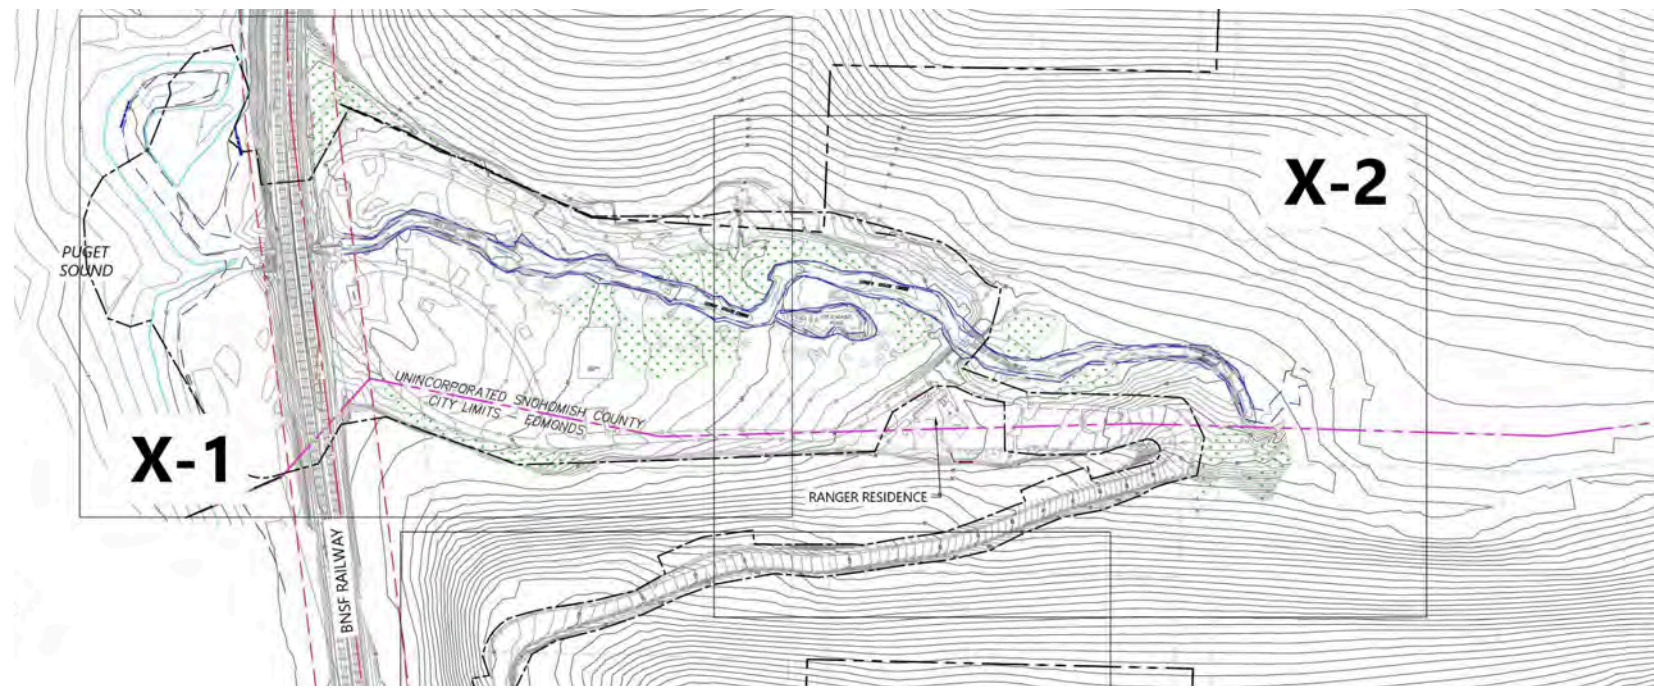 X-2
PUGET
SOUND
UNINCORPORATED SNOHOMISH COUNTY
CITY LIMITS - EDMONDS
X-1
RANGER RESIDENCE
BNSF RAILWAY